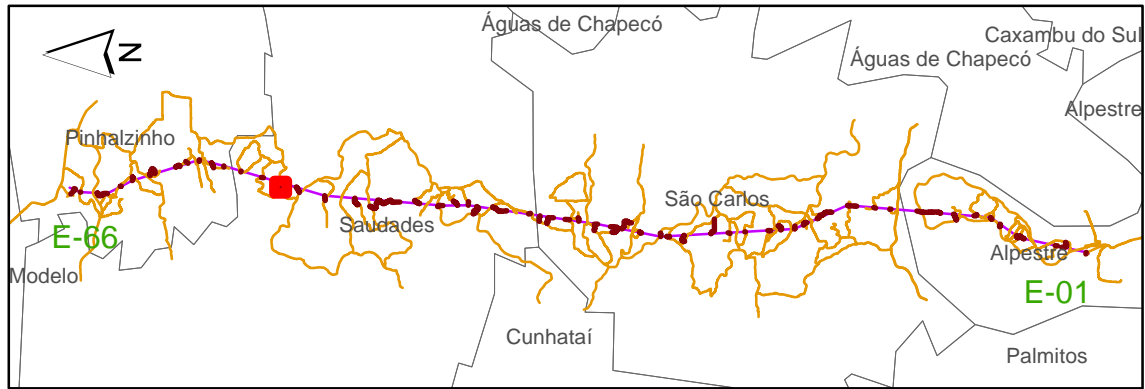 Águas de Chapecó
Caxambu do Sul
N
Águas de Chapecó
Alpestre
Pinhalzinho
São Carlos
Saudades
E-66
Alpestre
Modelo
E-01
Cunhataí
Palmitos